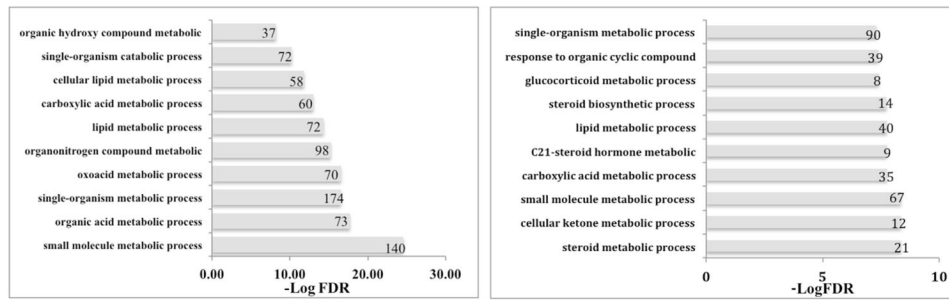 organic hydroxy compound metabolic 37
single-organism catabolic process 72
cellular lipid metabolic process 58
carboxylic acid metabolic process 60
lipid metabolic process 72
organonitrogen compound metabolic 98
oxoacid metabolic process 70
single-organism metabolic process 174
organic acid metabolic process 73
small molecule metabolic process 140
0.00 10.00 20.00 30.00
-Log FDR
single-organism metabolic process 90
response to organic cyclic compound 39
glucocorticoid metabolic process 8
steroid biosynthetic process 14
lipid metabolic process 40
C21-steroid hormone metabolic 9
carboxylic acid metabolic process 35
small molecule metabolic process 67
cellular ketone metabolic process 12
steroid metabolic process 21
0 5 10
-LogFDR